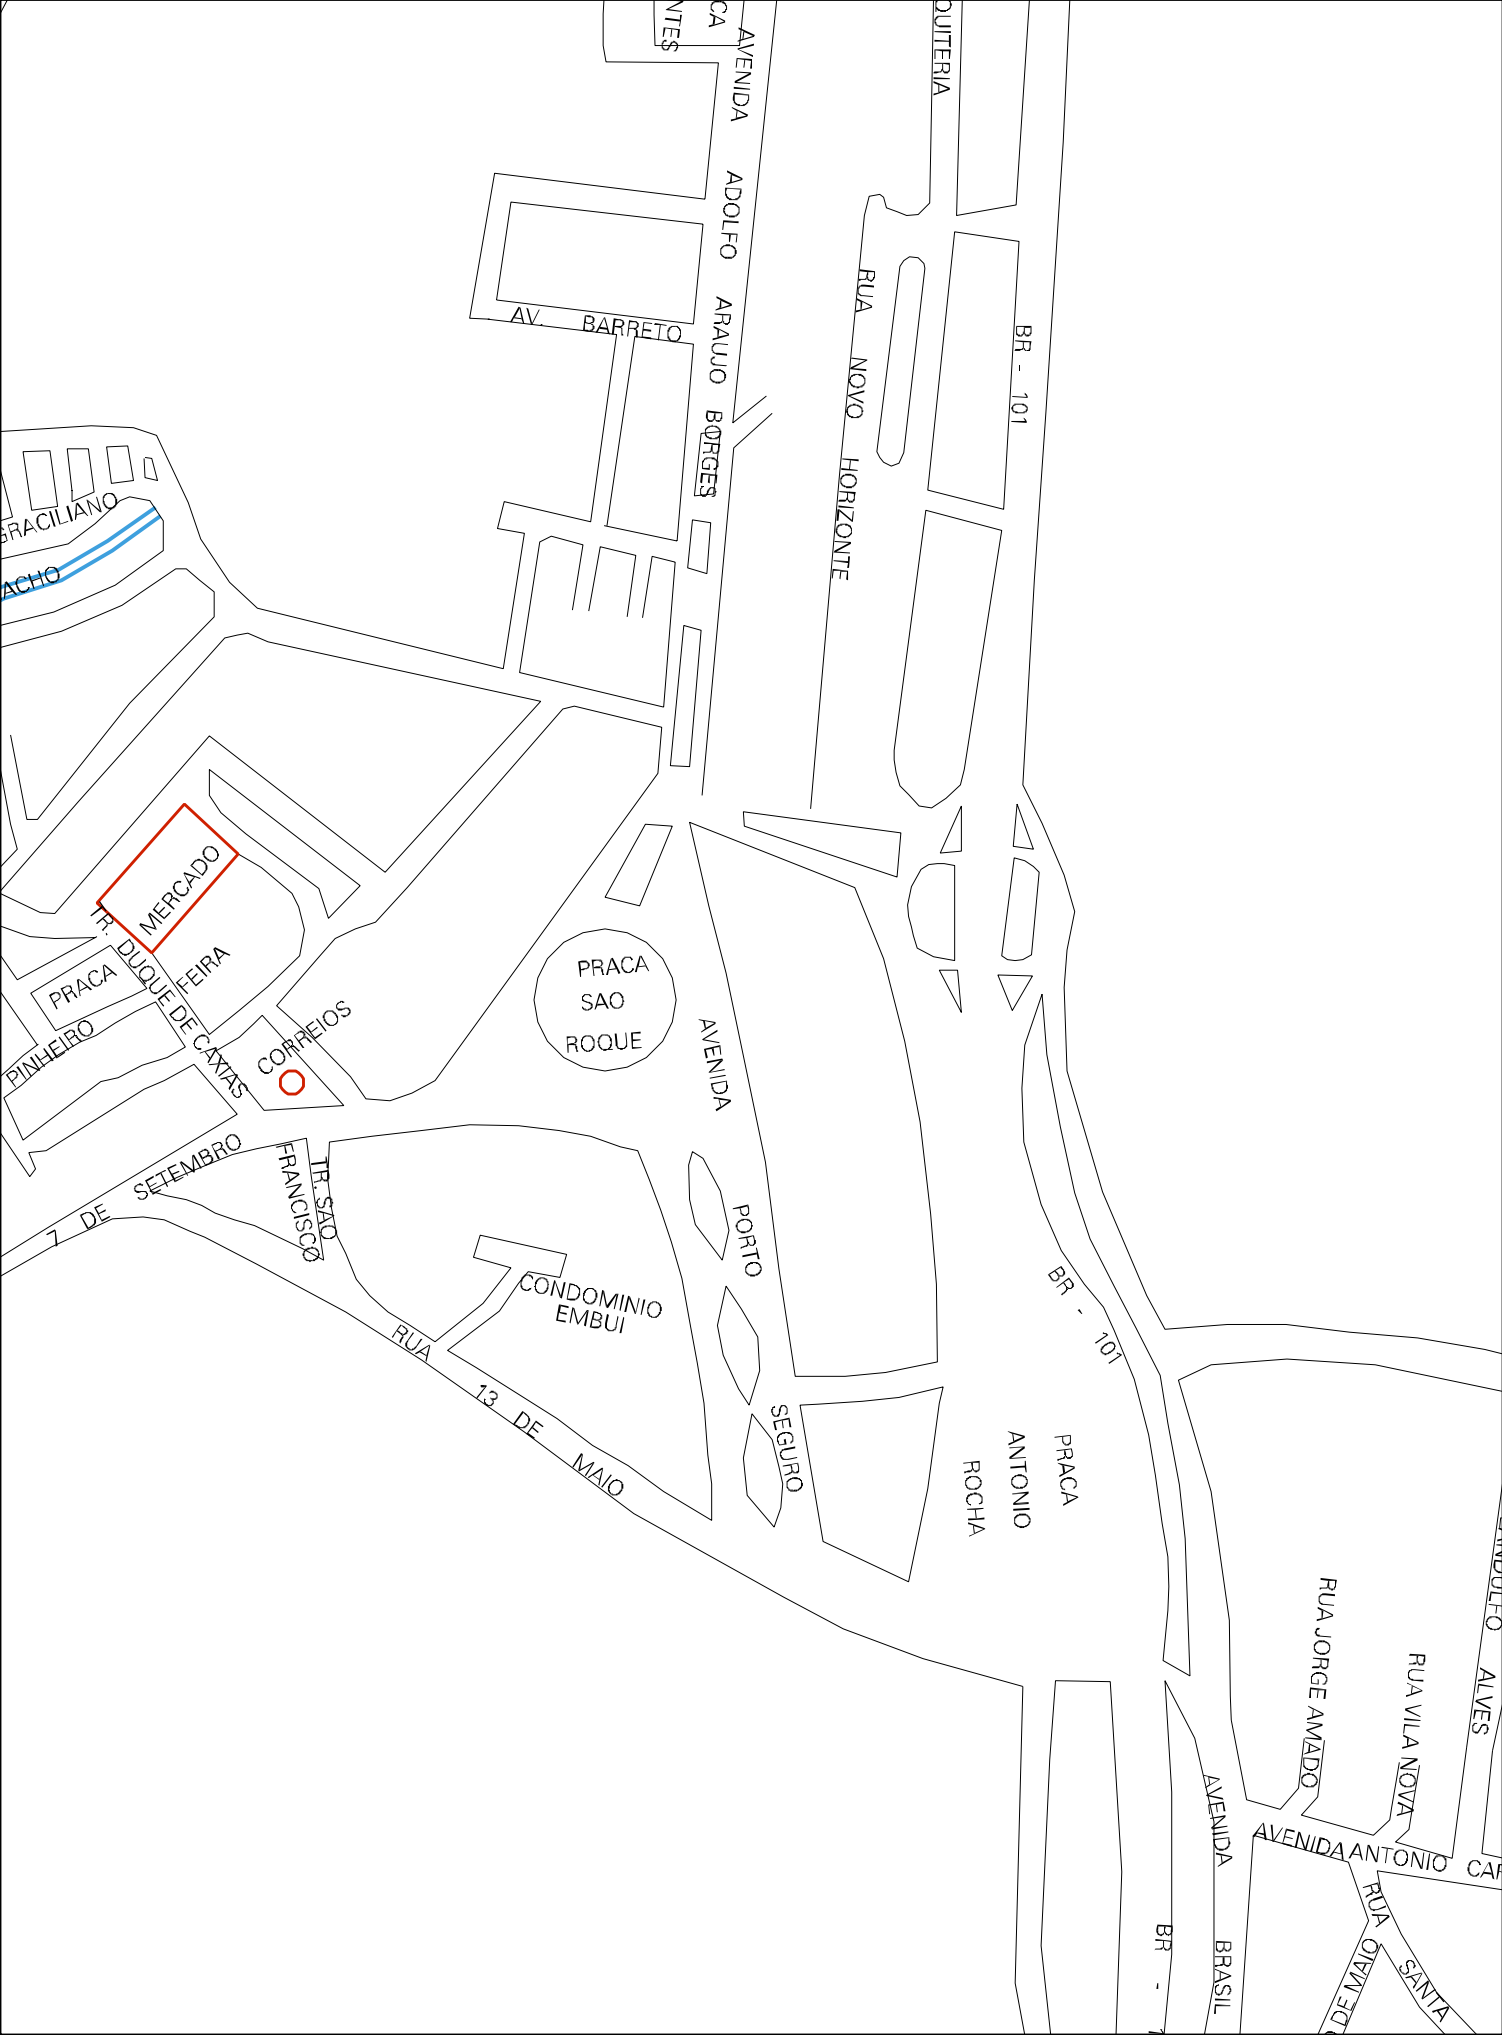 AVENIDA ADOLFO ARAUJO BORGES
RUA NOVO HORIZONTE
BR - 101
AV. BARRETO
GRACILIANO
MERCADO
TR. DUQUE DE CAXIAS
FEIRA
PRACA
PINHEIRO
CORREIOS
PRACA
SAO
ROQUE
AVENIDA PORTO SEGURO
7 DE SETEMBRO
TR. SAO
FRANCISCO
CONDOMINIO
EMBUI
RUA 13 DE MAIO
BR - 101
PRACA
ANTONIO
ROCHA
RUA JORGE AMADO
RUA VILA NOVA
ALVES
AVENIDA BRASIL
AVENIDA ANTONIO
RUA SANTA
DE MAIO
BR -